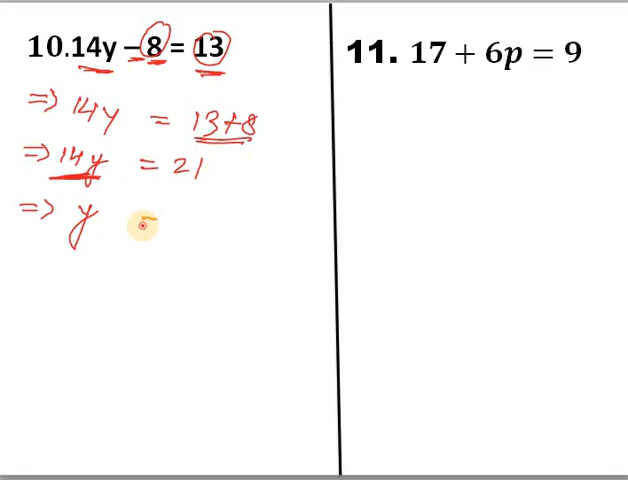 10.14y – 8 = 13
⇒ 14y = 13+8
⇒ 14y = 21
⇒ y
11. 17 + 6p = 9